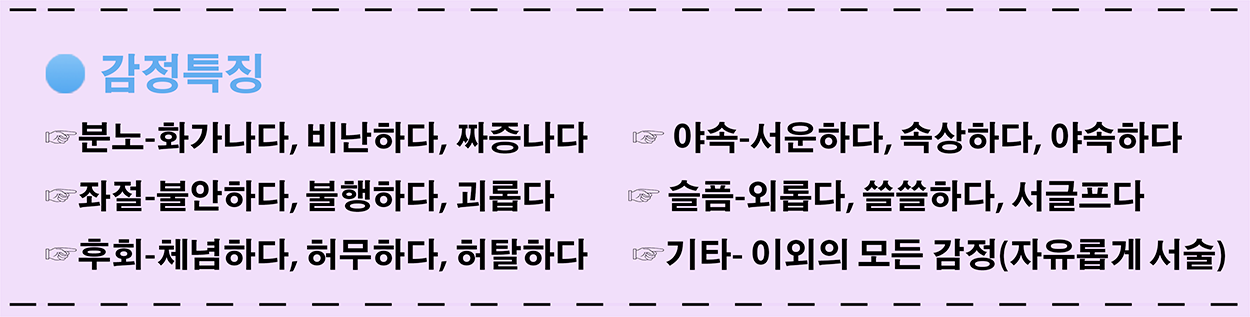 감정특징
☞분노-화가나다, 비난하다, 짜증나다
☞ 야속-서운하다, 속상하다, 야속하다
☞좌절-불안하다, 불행하다, 괴롭다
☞ 슬픔-외롭다, 쓸쓸하다, 서글프다
☞후회-체념하다, 허무하다, 허탈하다
☞기타- 이외의 모든 감정(자유롭게 서술)